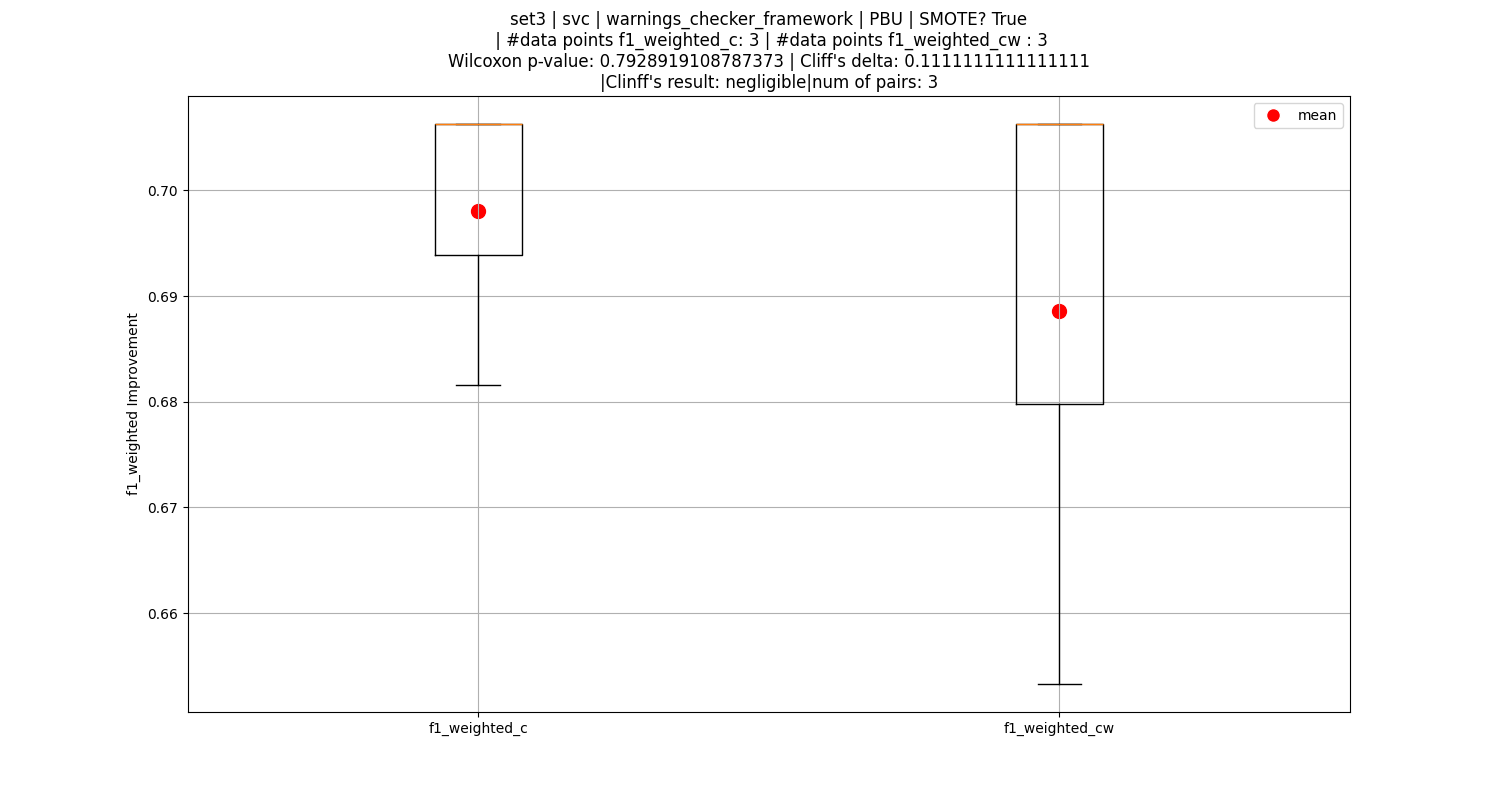 set3 | svc | warnings_checker_framework | PBU | SMOTE? True
| #data points f1_weighted_c: 3 | #data points f1_weighted_cw : 3
Wilcoxon p-value: 0.7928919108787373 | Cliff's delta: 0.1111111111111111
|Clinff's result: negligible|num of pairs: 3
mean
0.70
0.69
0.68
0.67
0.66
f1_weighted Improvement
f1_weighted_c
f1_weighted_cw